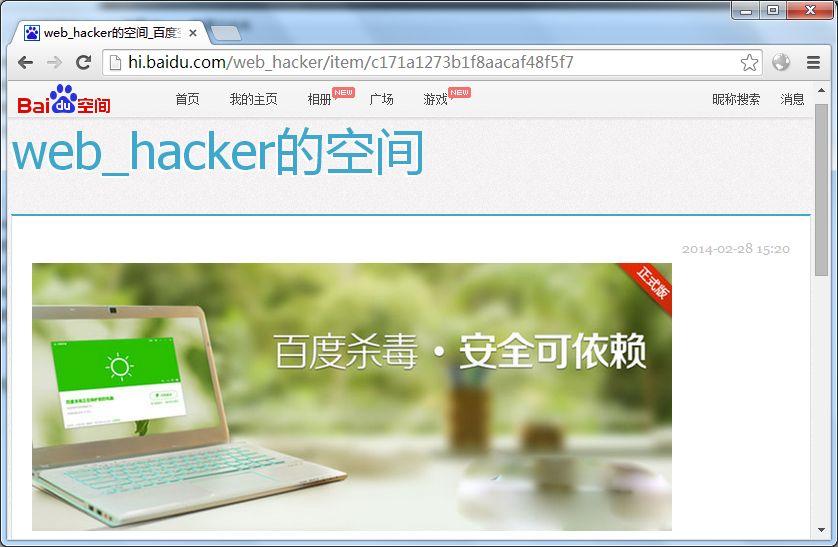 web_hacker的空间_百度空
hi.baidu.com/web_hacker/item/c171a1273b1f8aacaf48f5f7
Bai du 空间 首页 我的主页 相册 NEW 广场 游戏 NEW 昵称搜索 消息
web_hacker的空间
2014-02-28 15:20
正式版
百度杀毒·安全可依赖